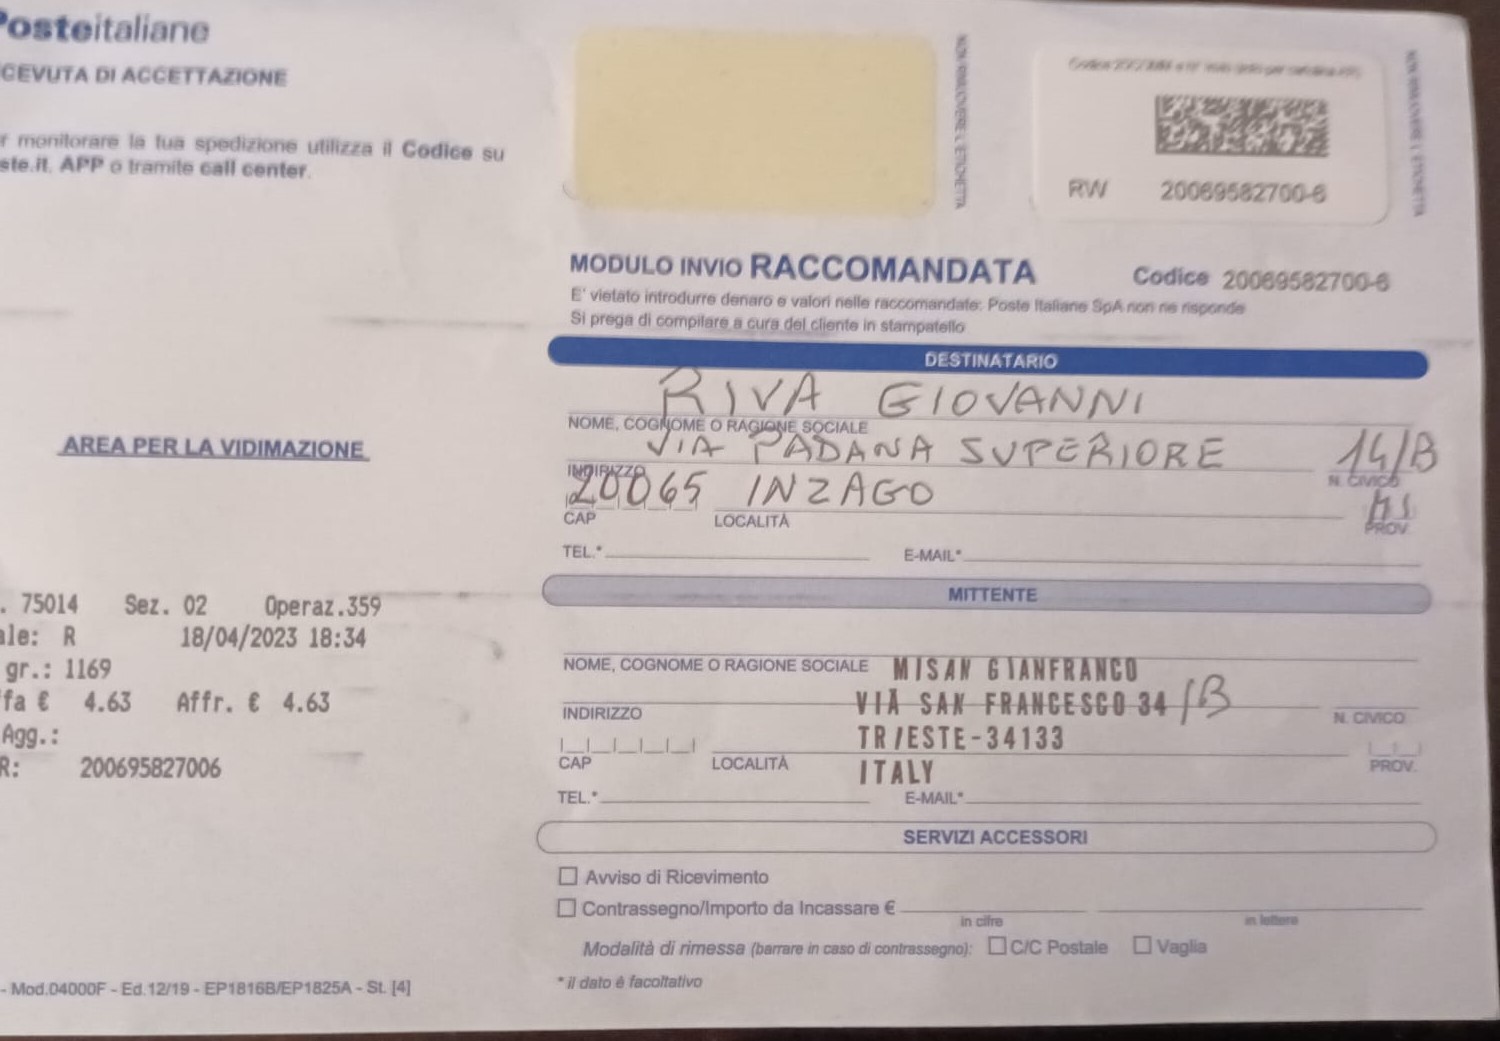 Posteitaliane
CEVUTA DI ACCETTAZIONE
r monitorare la tua spedizione utilizza il Codice su
ste.it, APP o tramite call center.
NON RIMUOVERE L'ETICHETTA
NON RIMUOVERE L'ETICHETTA
RW 20069582700-6
MODULO INVIO RACCOMANDATA Codice 20069582700-6
E' vietato introdurre denaro e valori nelle raccomandate: Poste Italiane SpA non ne risponde
Si prega di compilare a cura del cliente in stampatello
DESTINATARIO
RIVA GIOVANNI
NOME, COGNOME O RAGIONE SOCIALE
VIA PADANA SUPERIORE 14/B
INDIRIZZO N. CIVICO
20065 INZAGO MI
CAP LOCALITÀ PROV.
TEL.* E-MAIL*
AREA PER LA VIDIMAZIONE
MITTENTE
NOME, COGNOME O RAGIONE SOCIALE MISAN GIANFRANCO
VIA SAN FRANCESCO 34/B
INDIRIZZO N. CIVICO
TRIESTE-34133
CAP LOCALITÀ PROV.
ITALY
TEL.* E-MAIL*
. 75014 Sez. 02 Operaz.359
ale: R 18/04/2023 18:34
gr.: 1169
fa € 4.63 Affr. € 4.63
Agg.:
R: 200695827006
SERVIZI ACCESSORI
Avviso di Ricevimento
Contrassegno/Importo da Incassare €
in cifre in lettere
Modalità di rimessa (barrare in caso di contrassegno): C/C Postale Vaglia
* il dato è facoltativo
- Mod.04000F - Ed.12/19 - EP1816B/EP1825A - St. [4]